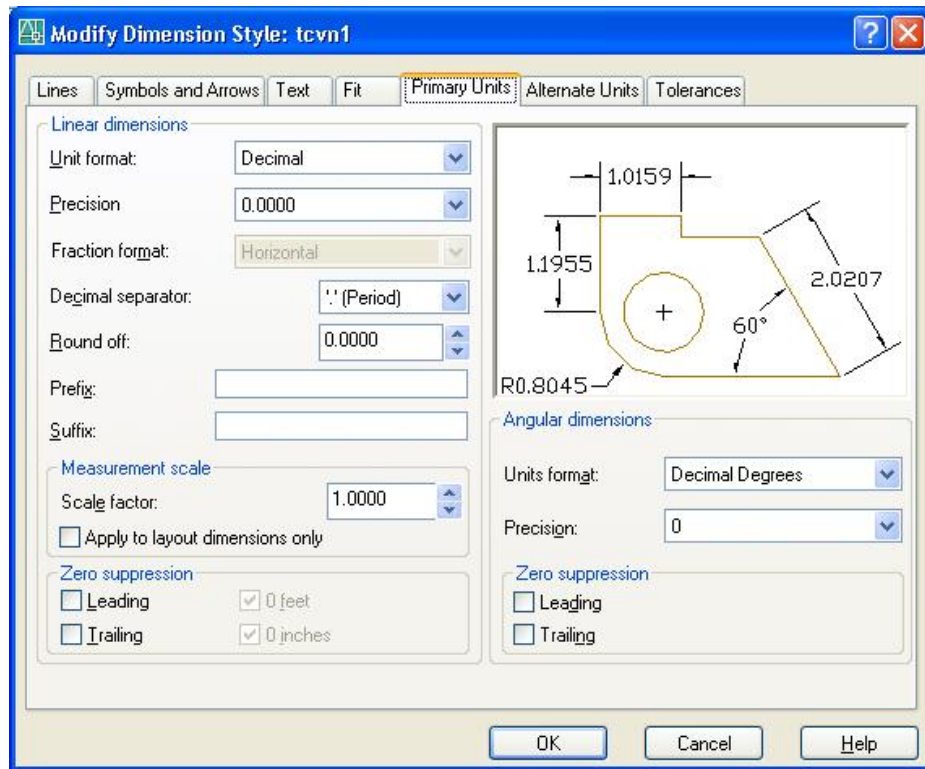 Modify Dimension Style: tcvn1
Lines Symbols and Arrows Text Fit Primary Units Alternate Units Tolerances
Linear dimensions
Unit format: Decimal
Precision 0.0000
Fraction format: Horizontal
Decimal separator: '.' (Period)
Round off: 0.0000
Prefix:
Suffix:
Measurement scale
Scale factor: 1.0000
Apply to layout dimensions only
Zero suppression
Leading 0 feet
Trailing 0 inches
1.0159
1.1955
2.0207
60°
R0.8045
Angular dimensions
Units format: Decimal Degrees
Precision: 0
Zero suppression
Leading
Trailing
OK Cancel Help